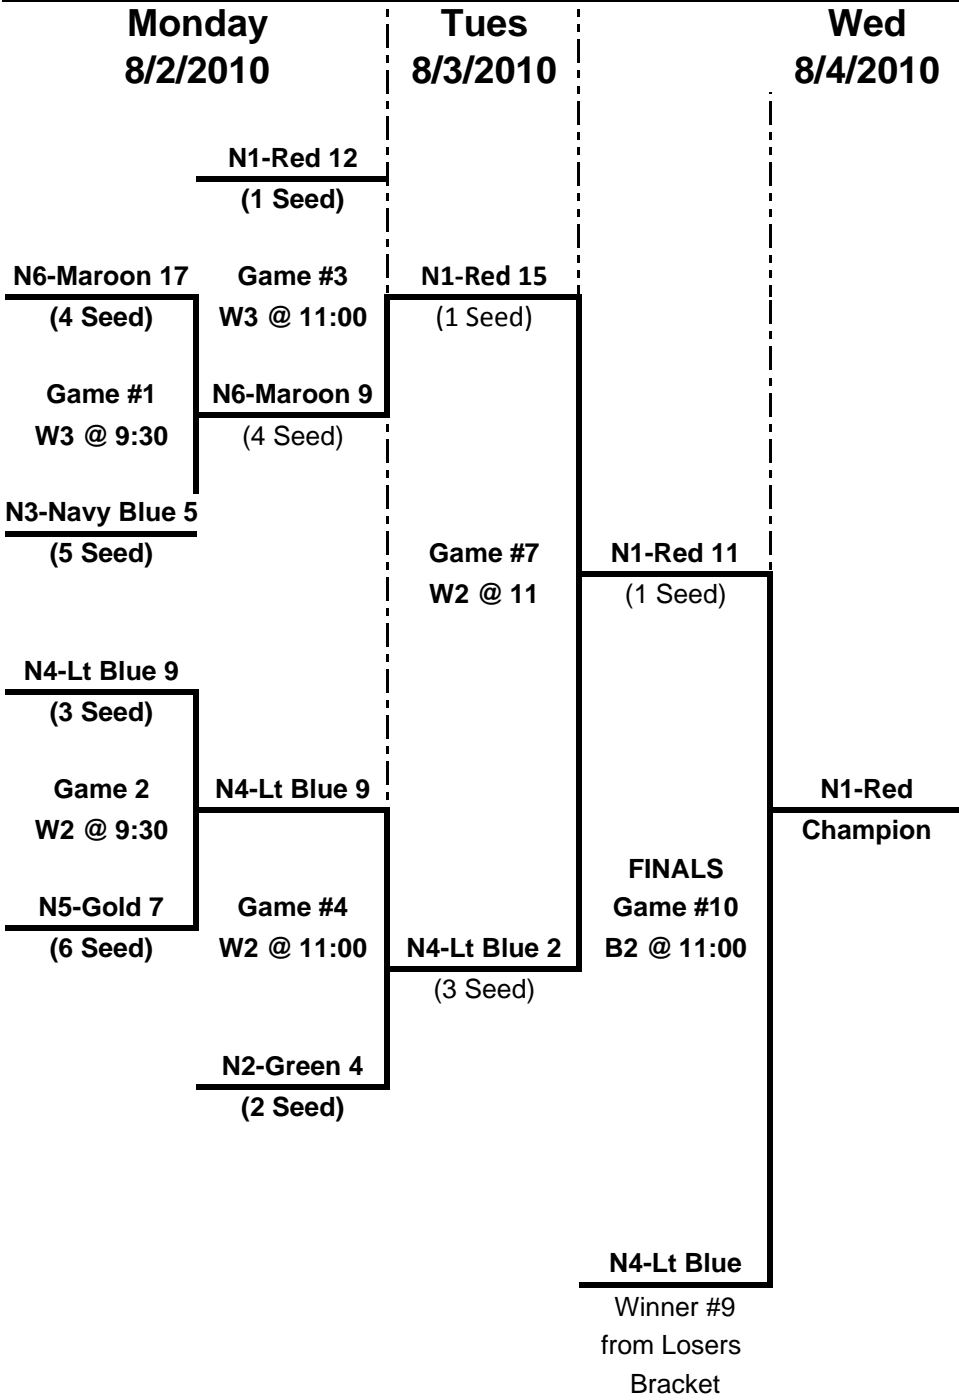 Monday Tues Wed
8/2/2010 8/3/2010 8/4/2010
N1-Red 12
(1 Seed)
N6-Maroon 17 Game #3 N1-Red 15
(4 Seed) W3 @ 11:00 (1 Seed)
Game #1 N6-Maroon 9
W3 @ 9:30 (4 Seed)
N3-Navy Blue 5
(5 Seed) Game #7 N1-Red 11
W2 @ 11 (1 Seed)
N4-Lt Blue 9
(3 Seed)
Game 2 N4-Lt Blue 9 N1-Red
W2 @ 9:30 Champion
FINALS
N5-Gold 7 Game #4 Game #10
(6 Seed) W2 @ 11:00 N4-Lt Blue 2 B2 @ 11:00
(3 Seed)
N2-Green 4
(2 Seed)
N4-Lt Blue
Winner #9
from Losers
Bracket